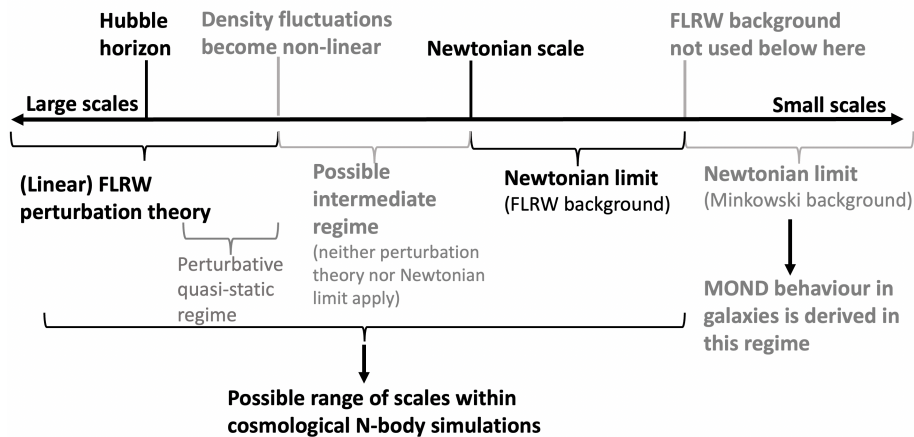 Hubble
horizon
Density fluctuations
become non-linear
Newtonian scale
FLRW background
not used below here
Large scales
Small scales
(Linear) FLRW
perturbation theory
Perturbative
quasi-static
regime
Possible
intermediate
regime
(neither perturbation
theory nor Newtonian
limit apply)
Newtonian limit
(FLRW background)
Newtonian limit
(Minkowski background)
MOND behaviour in
galaxies is derived in
this regime
Possible range of scales within
cosmological N-body simulations